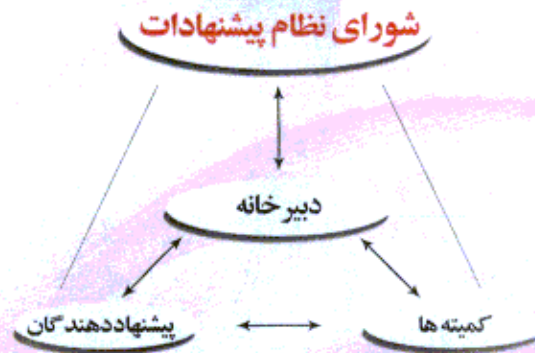 شورای نظام پیشنهادات
دبیرخانه
کمیته ها
پیشنهاددهندگان